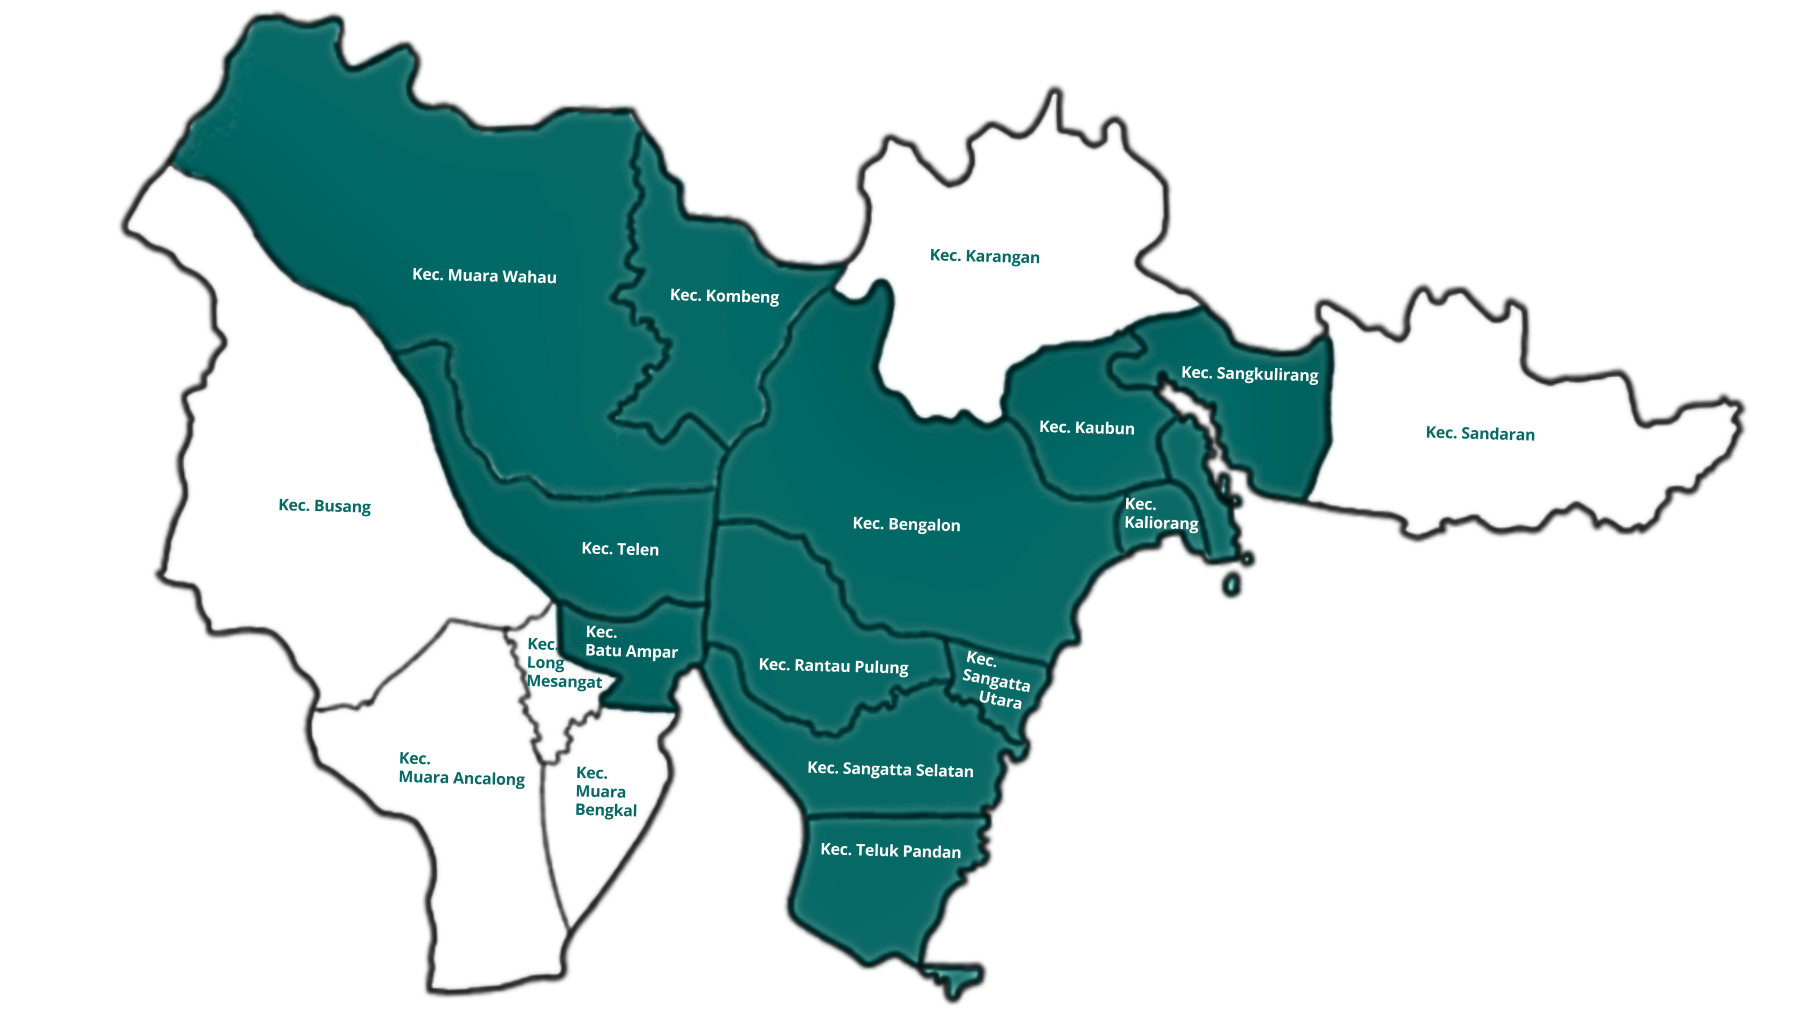 Kec. Karangan
Kec. Muara Wahau
Kec. Kombeng
Kec. Sangkulirang
Kec. Kaubun
Kec. Sandaran
Kec. Busang
Kec. Bengalon
Kec.
Kaliorang
Kec. Telen
Kec.
Batu Ampar
Kec.
Long
Mesangat
Kec. Rantau Pulung
Kec.
Sangatta
Utara
Kec.
Muara Ancalong
Kec.
Muara
Bengkal
Kec. Sangatta Selatan
Kec. Teluk Pandan